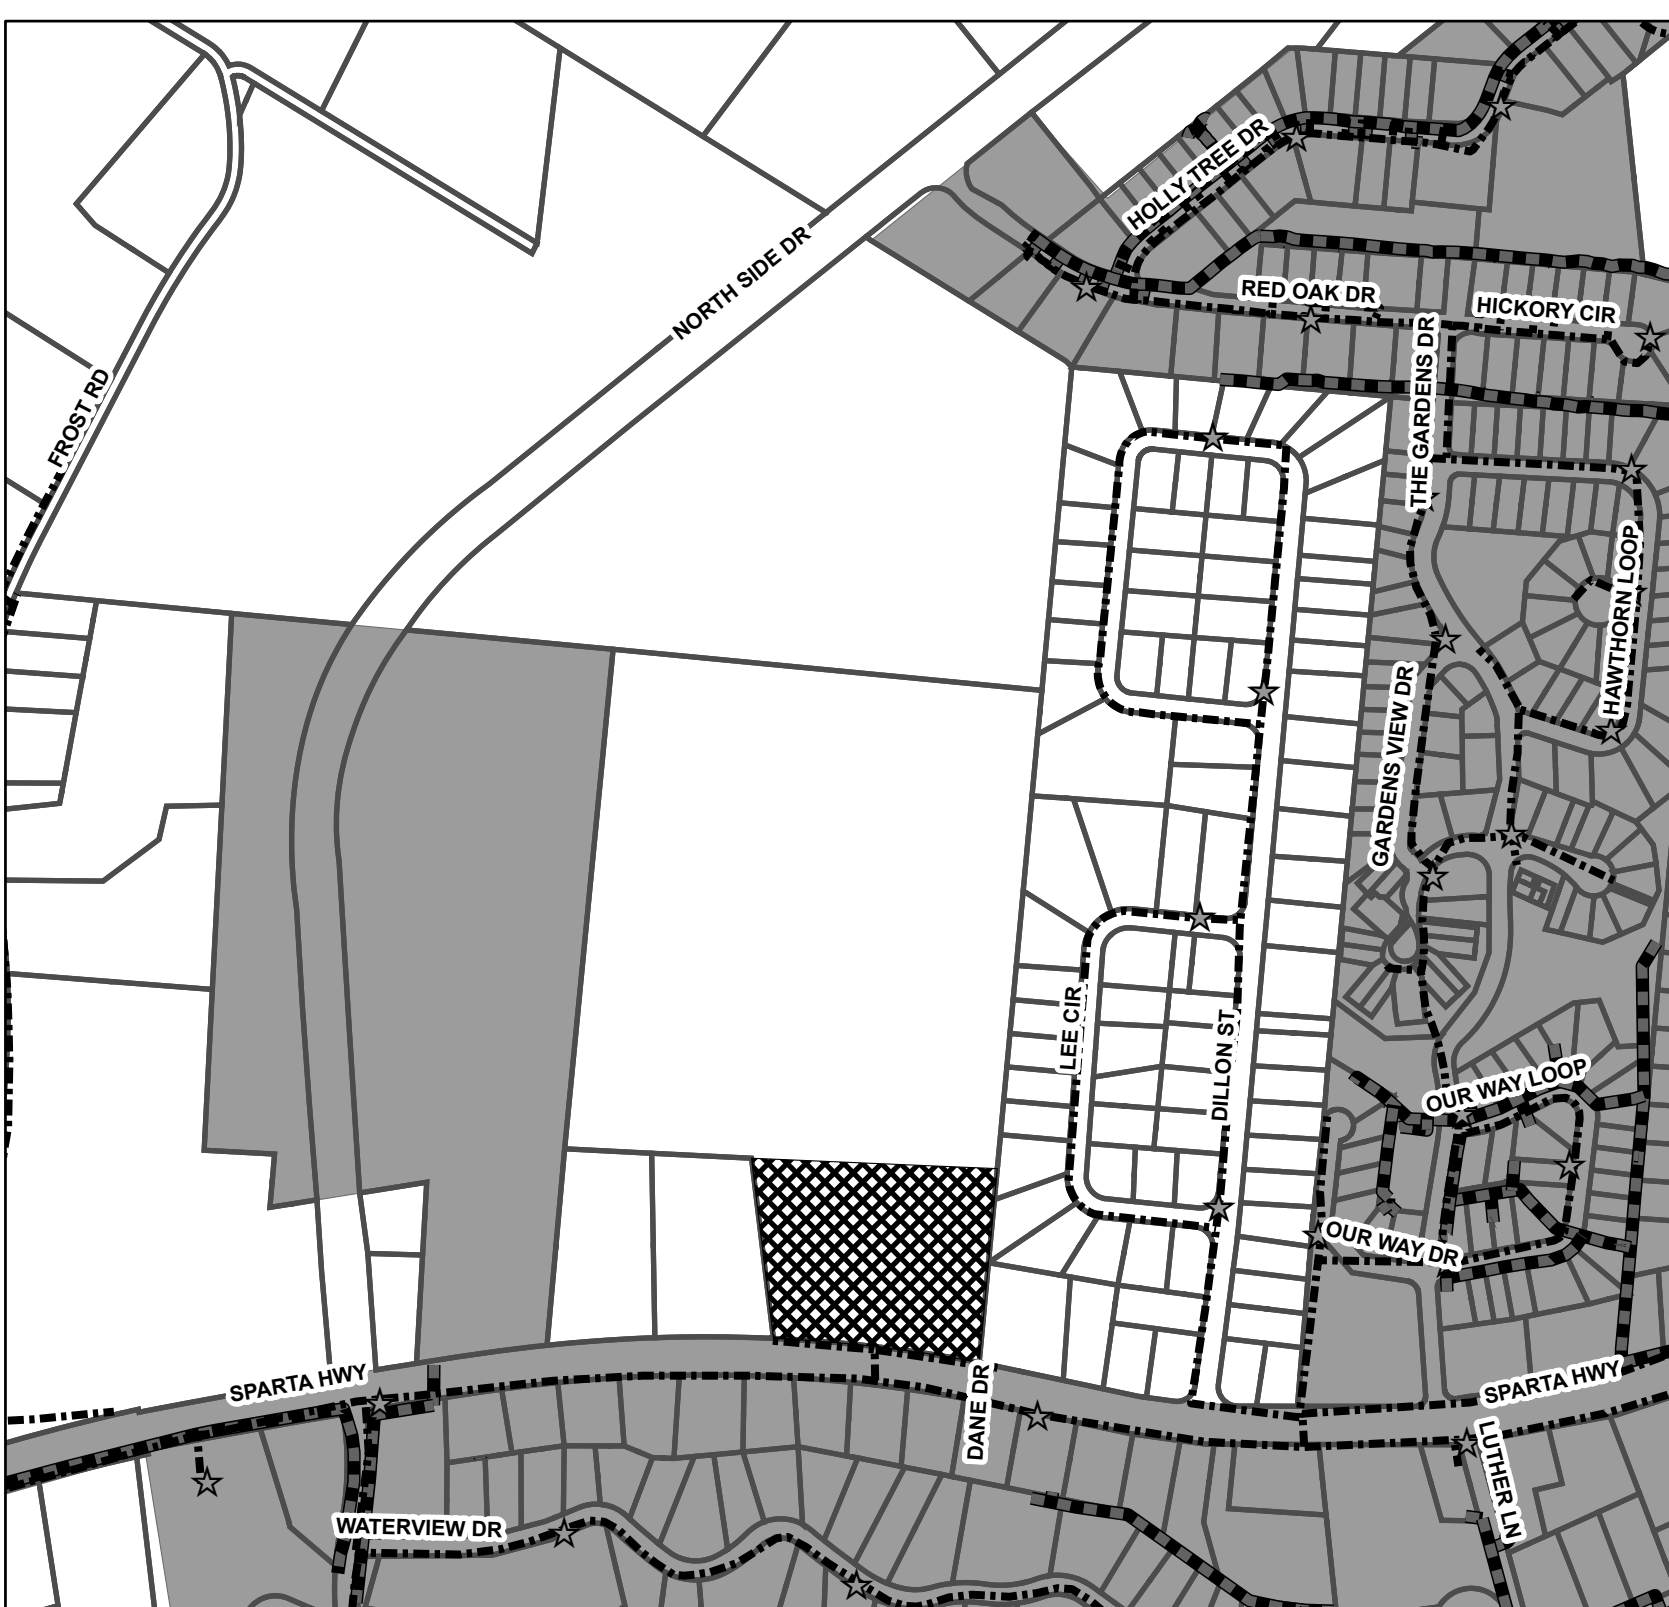 HOLLY TREE DR
NORTH SIDE DR
RED OAK DR
HICKORY CIR
FROST RD
THE GARDENS DR
HAWTHORN LOOP
GARDENS VIEW DR
LEE CIR
DILLON ST
OUR WAY LOOP
OUR WAY DR
SPARTA HWY
SPARTA HWY
DANE DR
LUTHER LN
WATERVIEW DR